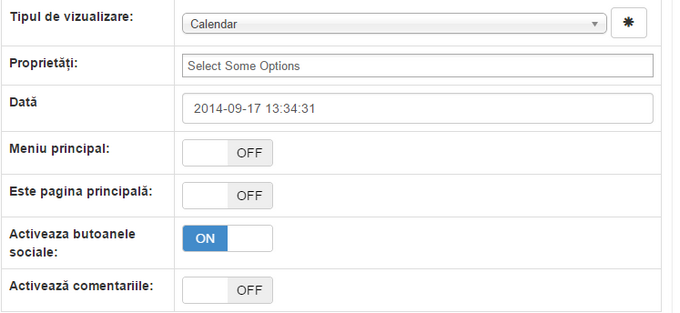 Tipul de vizualizare:
Calendar
Proprietăți:
Select Some Options
Dată
2014-09-17 13:34:31
Meniu principal:
OFF
Este pagina principală:
OFF
Activeaza butoanele
sociale:
ON
Activează comentariile:
OFF